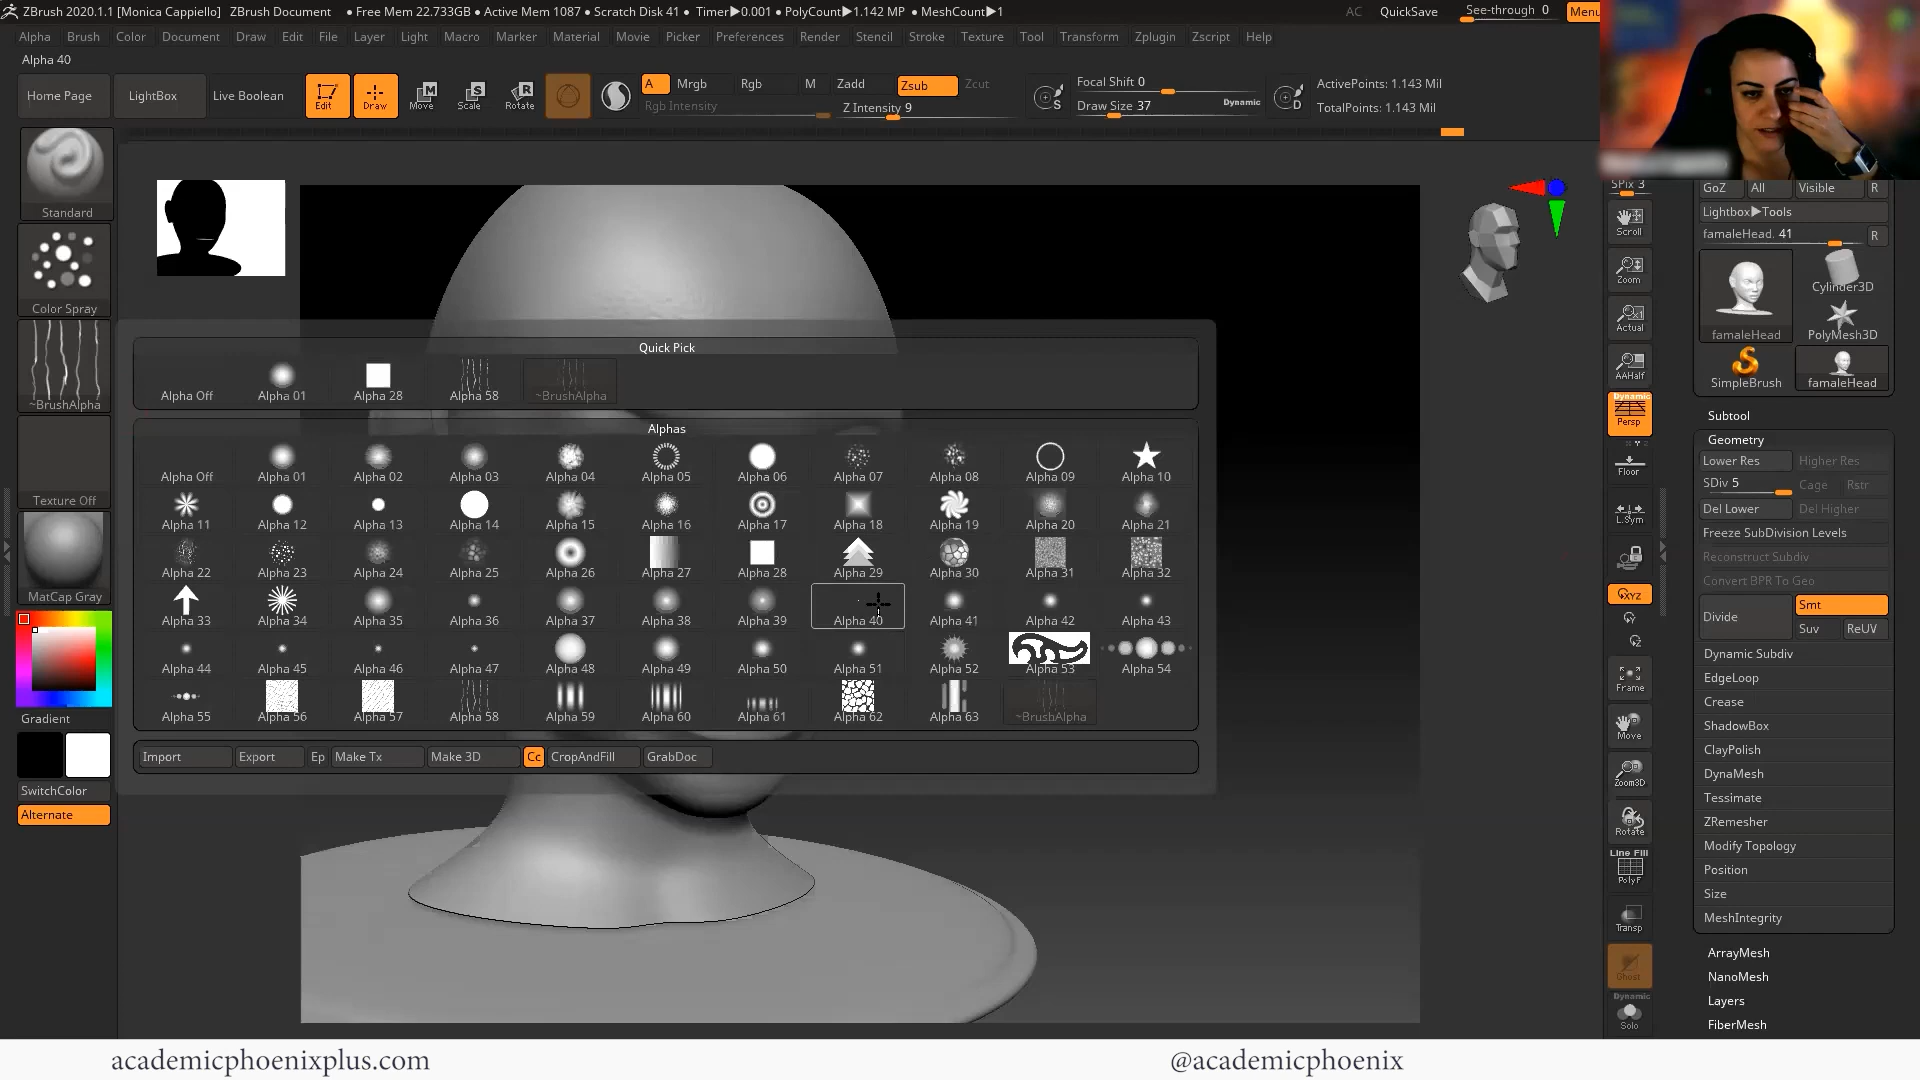 ZBrush 2020.1.1 [Monica Cappiello] ZBrush Document • Free Mem 22.733GB • Active Mem 1087 • Scratch Disk 41 • Timer▶0.001 • PolyCount▶1.142 MP • MeshCount▶1 AC QuickSave See-through 0 Menu
Alpha Brush Color Document Draw Edit File Layer Light Macro Marker Material Movie Picker Preferences Render Stencil Stroke Texture Tool Transform Zplugin Zscript Help
Alpha 40
Home Page LightBox Live Boolean Edit Draw Move Scale Rotate A Mrgb Rgb M Zadd Zsub Zcut
Rgb Intensity Z Intensity 9
Focal Shift 0
Draw Size 37 Dynamic
ActivePoints: 1.143 Mil
TotalPoints: 1.143 Mil
Standard
Color Spray
~BrushAlpha
Texture Off
MatCap Gray
Gradient
SwitchColor
Alternate
Quick Pick
Alpha Off Alpha 01 Alpha 28 Alpha 58 ~BrushAlpha
Alphas
Alpha Off Alpha 01 Alpha 02 Alpha 03 Alpha 04 Alpha 05 Alpha 06 Alpha 07 Alpha 08 Alpha 09 Alpha 10
Alpha 11 Alpha 12 Alpha 13 Alpha 14 Alpha 15 Alpha 16 Alpha 17 Alpha 18 Alpha 19 Alpha 20 Alpha 21
Alpha 22 Alpha 23 Alpha 24 Alpha 25 Alpha 26 Alpha 27 Alpha 28 Alpha 29 Alpha 30 Alpha 31 Alpha 32
Alpha 33 Alpha 34 Alpha 35 Alpha 36 Alpha 37 Alpha 38 Alpha 39 Alpha 40 Alpha 41 Alpha 42 Alpha 43
Alpha 44 Alpha 45 Alpha 46 Alpha 47 Alpha 48 Alpha 49 Alpha 50 Alpha 51 Alpha 52 Alpha 53 Alpha 54
Alpha 55 Alpha 56 Alpha 57 Alpha 58 Alpha 59 Alpha 60 Alpha 61 Alpha 62 Alpha 63 ~BrushAlpha
Import Export Ep Make Tx Make 3D Cc CropAndFill GrabDoc
SPix 3
Scroll
Zoom
Actual
AAHalf
Dynamic
Persp
Floor
L.Sym
XYZ
Frame
Move
Zoom3D
Rotate
Line Fill
PolyF
Transp
Ghost
Dynamic
Solo
GoZ All Visible R
Lightbox▶Tools
famaleHead. 41 R
famaleHead
Cylinder3D
PolyMesh3D
SimpleBrush
famaleHead
Subtool
Geometry
Lower Res Higher Res
SDiv 5 Cage Rstr
Del Lower Del Higher
Freeze SubDivision Levels
Reconstruct Subdiv
Convert BPR To Geo
Divide Smt
Suv ReUV
Dynamic Subdiv
EdgeLoop
Crease
ShadowBox
ClayPolish
DynaMesh
Tessimate
ZRemesher
Modify Topology
Position
Size
MeshIntegrity
ArrayMesh
NanoMesh
Layers
FiberMesh
academicphoenixplus.com @academicphoenix